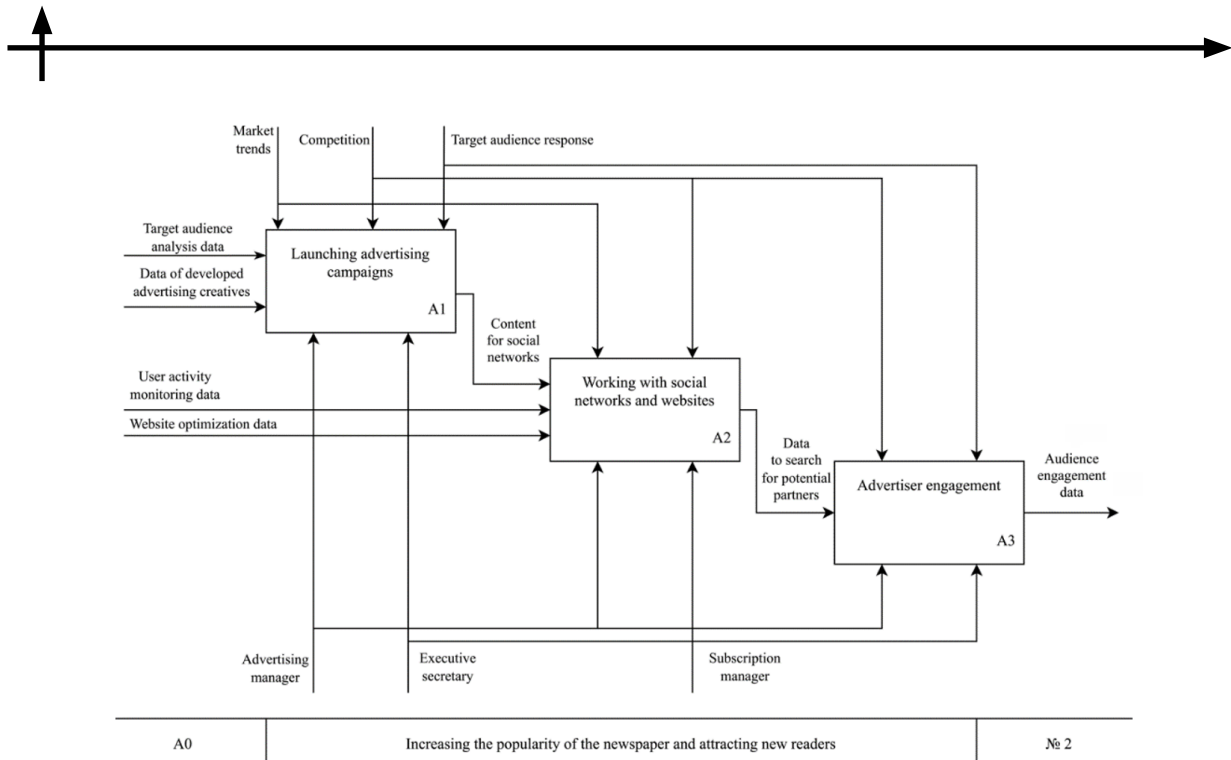 Market
trends
Competition
Target audience response
Target audience
analysis data
Data of developed
advertising creatives
Launching advertising
campaigns
A1
Content
for social
networks
User activity
monitoring data
Website optimization data
Working with social
networks and websites
A2
Data
to search
for potential
partners
Advertiser engagement
A3
Audience
engagement
data
Advertising
manager
Executive
secretary
Subscription
manager
A0
Increasing the popularity of the newspaper and attracting new readers
№ 2